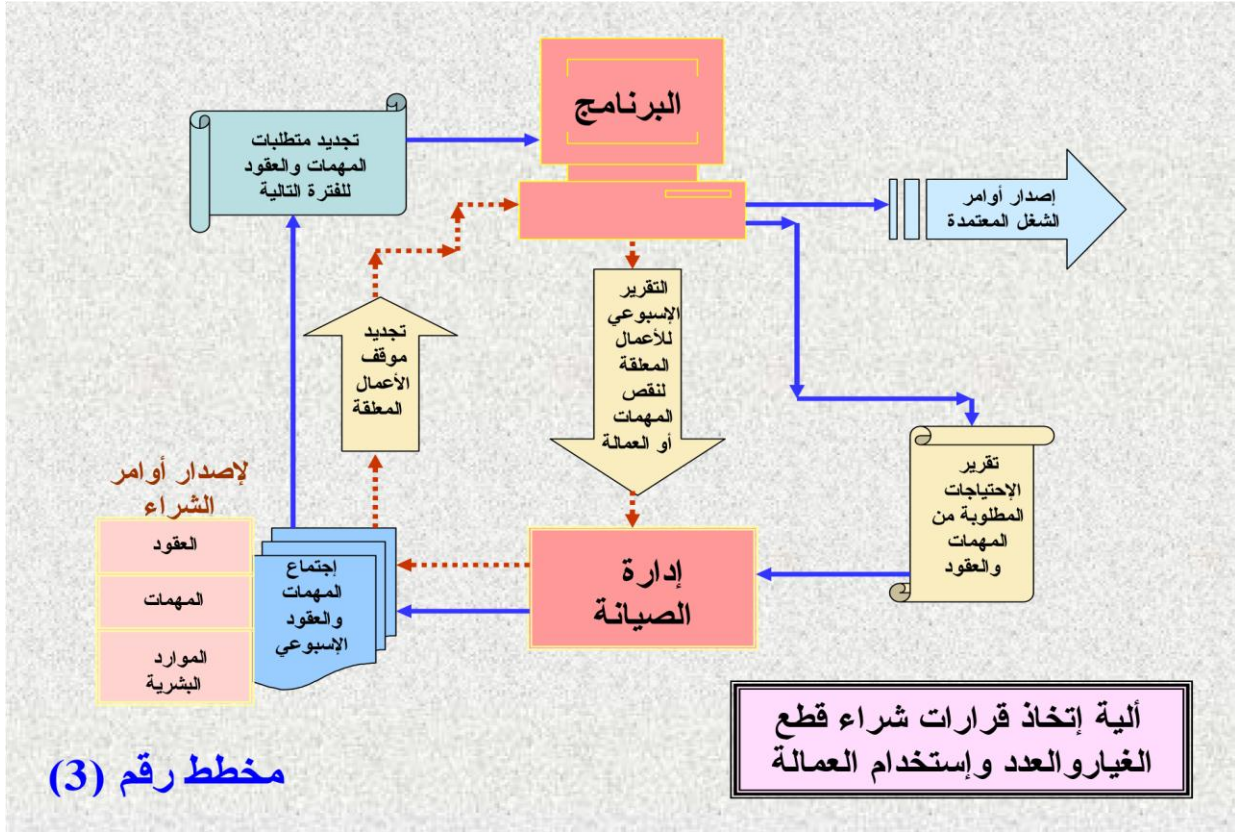 البرنامج
تجديد متطلبات
المهمات والعقود
للفترة التالية
إصدار أوامر
الشغل المعتمدة
التقرير
الإسبوعي
للأعمال
المعلقة
لنقص
المهمات
أو العمالة
تجديد
موقف
الأعمال
المعلقة
تقرير
الإحتياجات
المطلوبة من
المهمات
والعقود
لإصدار أوامر
الشراء
العقود
المهمات
الموارد
البشرية
إجتماع
المهمات
والعقود
الإسبوعي
إدارة
الصيانة
ألية إتخاذ قرارات شراء قطع
الغياروالعدد وإستخدام العمالة
مخطط رقم (3)